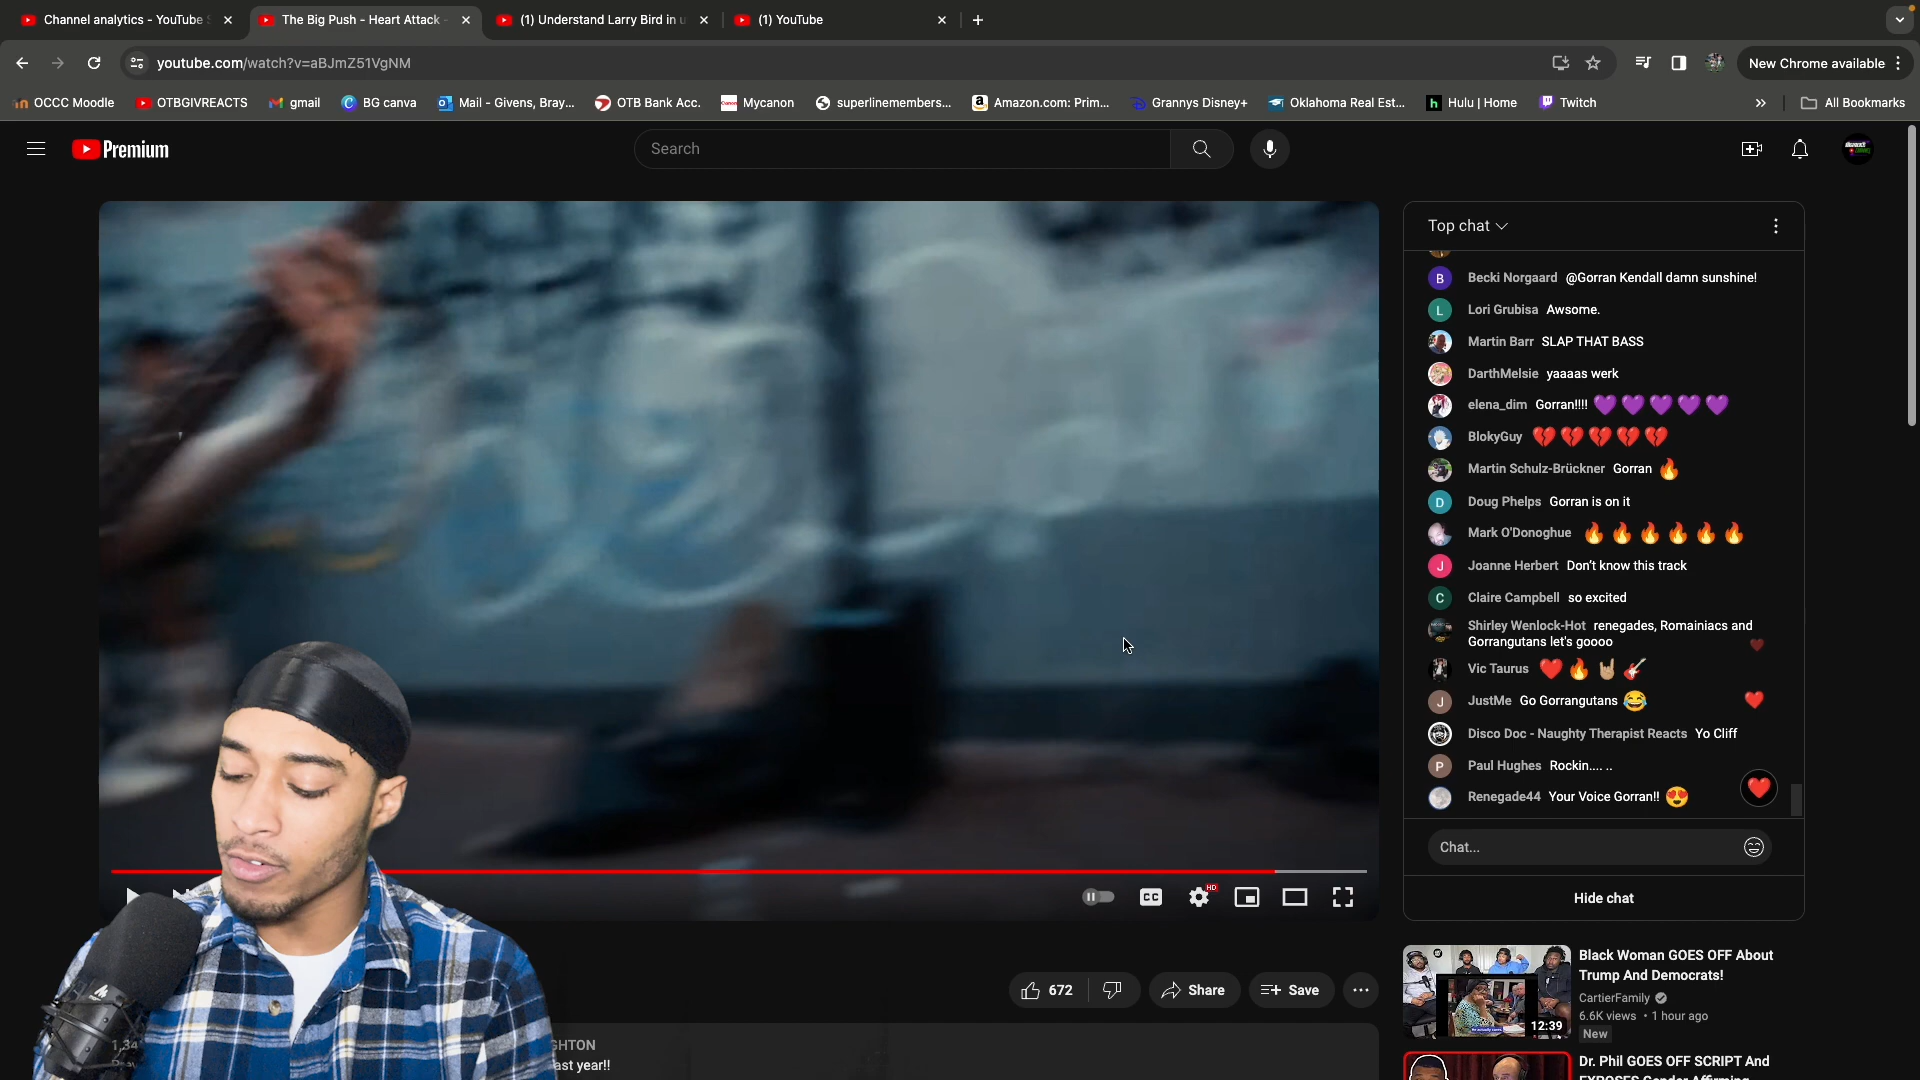 Channel analytics - YouTube S
The Big Push - Heart Attack -
(1) Understand Larry Bird in u
(1) YouTube
youtube.com/watch?v=aBJmZ51VgNM
New Chrome available
OCCC Moodle
OTBGIVREACTS
gmail
BG canva
Mail - Givens, Bray...
OTB Bank Acc.
Mycanon
superlinemembers...
Amazon.com: Prim...
Grannys Disney+
Oklahoma Real Est...
Hulu | Home
Twitch
All Bookmarks
Premium
Search
Top chat
Becki Norgaard @Gorran Kendall damn sunshine!
Lori Grubisa Awsome.
Martin Barr SLAP THAT BASS
DarthMelsie yaaaas werk
elena_dim Gorran!!!! 💜💜💜💜💜
BlokyGuy 💔💔💔💔💔
Martin Schulz-Brückner Gorran 🔥
Doug Phelps Gorran is on it
Mark O'Donoghue 🔥🔥🔥🔥🔥🔥
Joanne Herbert Don't know this track
Claire Campbell so excited
Shirley Wenlock-Hot renegades, Romainiacs and
Gorrangutans let's goooo
Vic Taurus ❤️🔥🤘🏼🎸
JustMe Go Gorrangutans 😂
Disco Doc - Naughty Therapist Reacts Yo Cliff
Paul Hughes Rockin.... ..
Renegade44 Your Voice Gorran!! 😍
Chat...
Hide chat
CC
HD
672
Share
Save
GHTON
ast year!!
1,34
Black Woman GOES OFF About
Trump And Democrats!
CartierFamily
6.6K views • 1 hour ago
New
12:39
Dr. Phil GOES OFF SCRIPT And